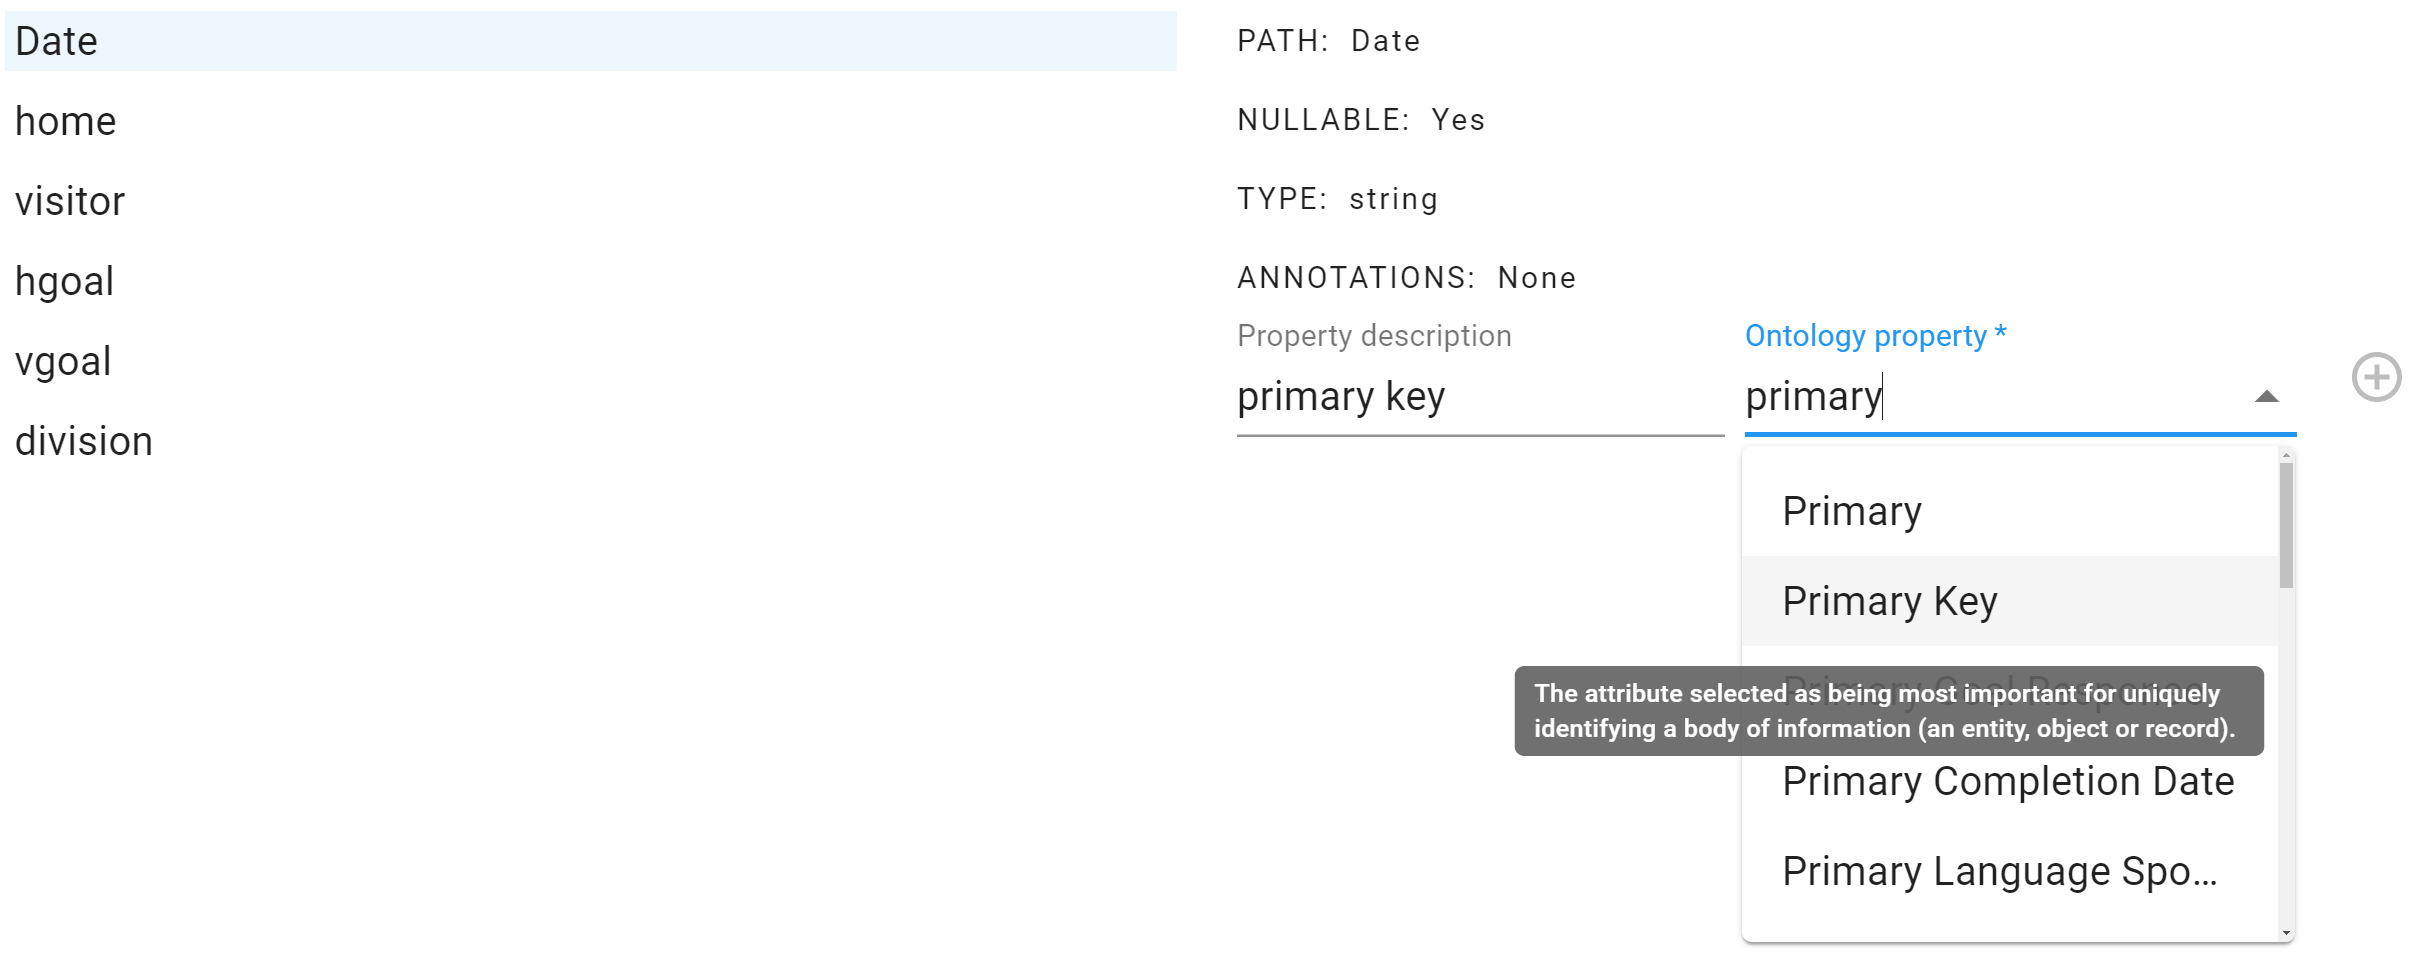 Date
home
visitor
hgoal
vgoal
division
PATH: Date
NULLABLE: Yes
TYPE: string
ANNOTATIONS: None
Property description
primary key
Ontology property *
primary
Primary
Primary Key
The attribute selected as being most important for uniquely
identifying a body of information (an entity, object or record).
Primary Completion Date
Primary Language Spo...